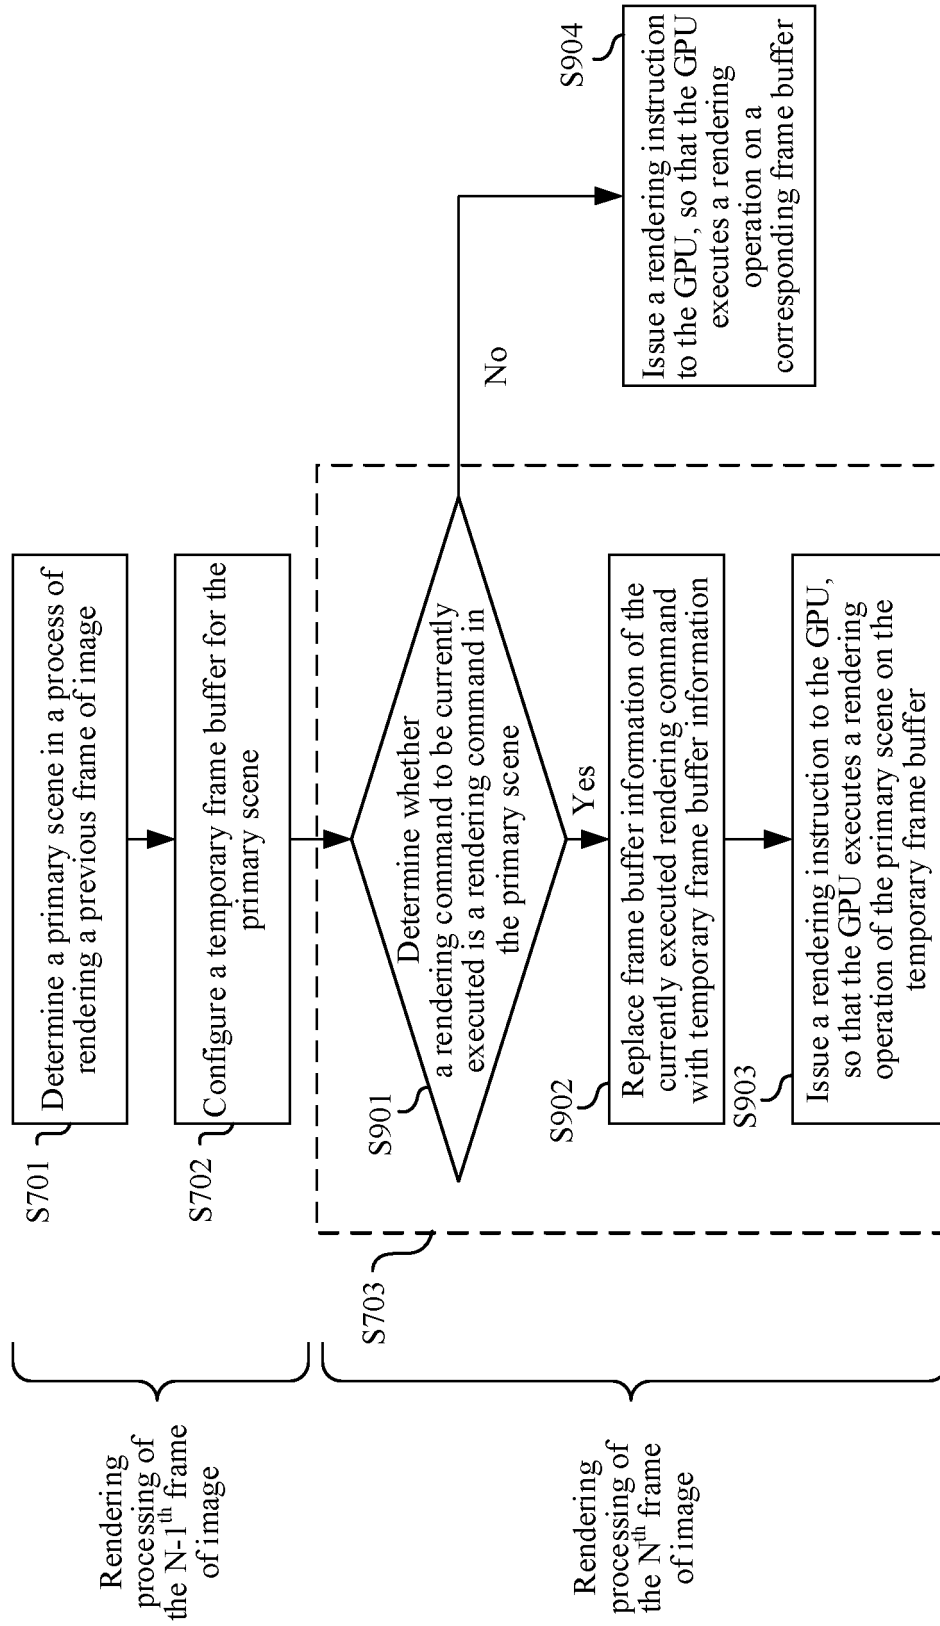 Rendering
processing of
the N-1th frame
of image
S701
Determine a primary scene in a process of
rendering a previous frame of image
S702
Configure a temporary frame buffer for the
primary scene
Rendering
processing of
the Nth frame
of image
S703
S901
Determine whether
a rendering command to be currently
executed is a rendering command in
the primary scene
No
Yes
S902
Replace frame buffer information of the
currently executed rendering command
with temporary frame buffer information
S903
Issue a rendering instruction to the GPU,
so that the GPU executes a rendering
operation of the primary scene on the
temporary frame buffer
S904
Issue a rendering instruction
to the GPU, so that the GPU
executes a rendering
operation on a
corresponding frame buffer